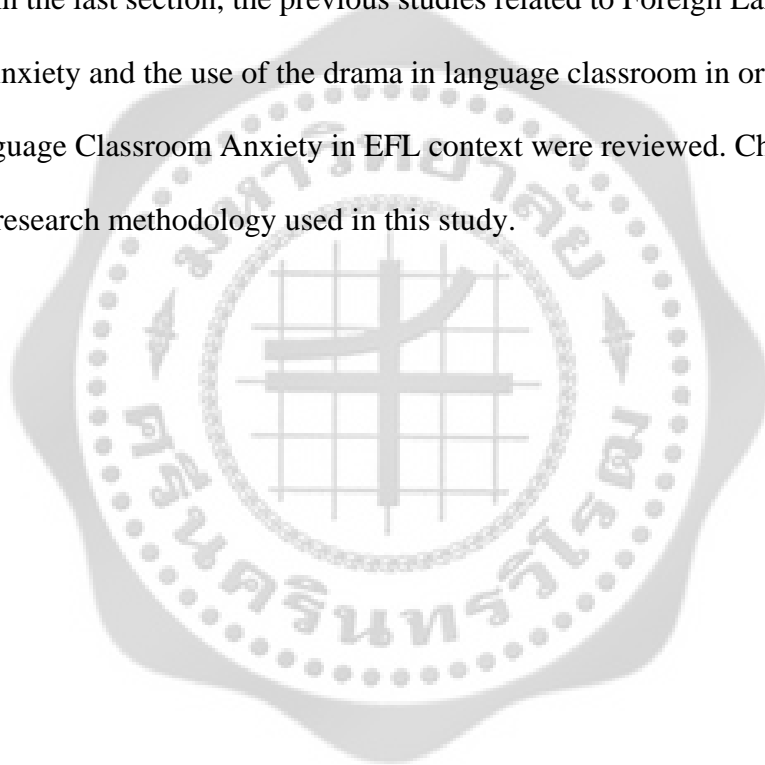 the last section, the previous studies related to Foreign
nxiety and the use of the drama in language classroom in or
guage Classroom Anxiety in EFL context were reviewed. Ch
research methodology used in this study.
มหาวิทยาลัย
ศรีนครินทรวิโรฒ